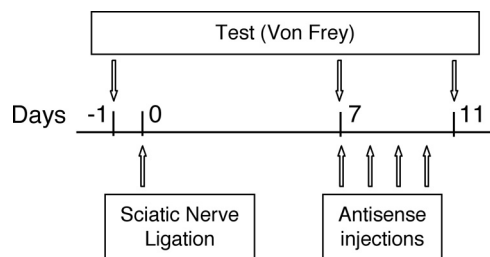 Test (Von Frey)
Days -1 0 7 11
Sciatic Nerve
Ligation
Antisense
injections